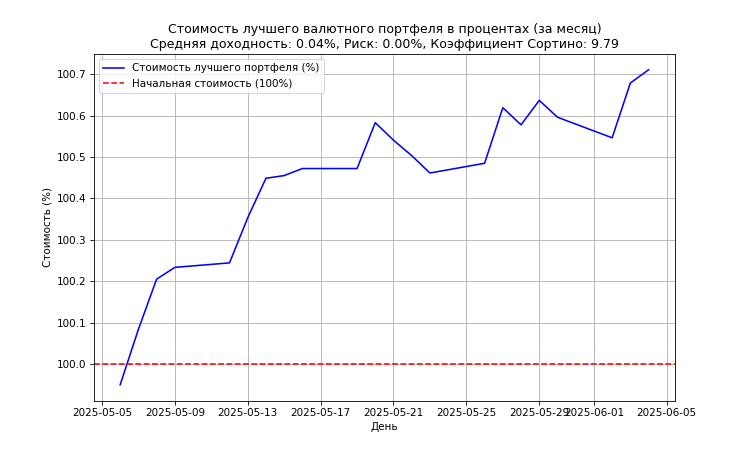 Стоимость лучшего валютного портфеля в процентах (за месяц)
Средняя доходность: 0.04%, Риск: 0.00%, Коэффициент Сортино: 9.79
Стоимость лучшего портфеля (%)
Начальная стоимость (100%)
Стоимость (%)
100.7
100.6
100.5
100.4
100.3
100.2
100.1
100.0
2025-05-05 2025-05-09 2025-05-13 2025-05-17 2025-05-21 2025-05-25 2025-05-29 2025-06-01 2025-06-05
День